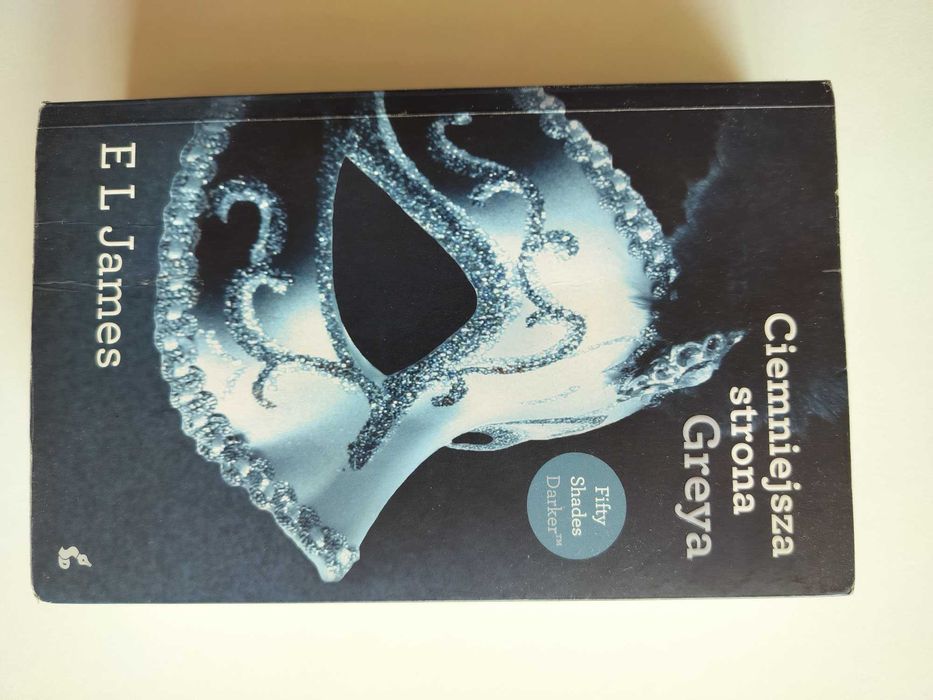 Ciemniejsza
strona
Greya
Fifty
Shades
Darker™
E L James